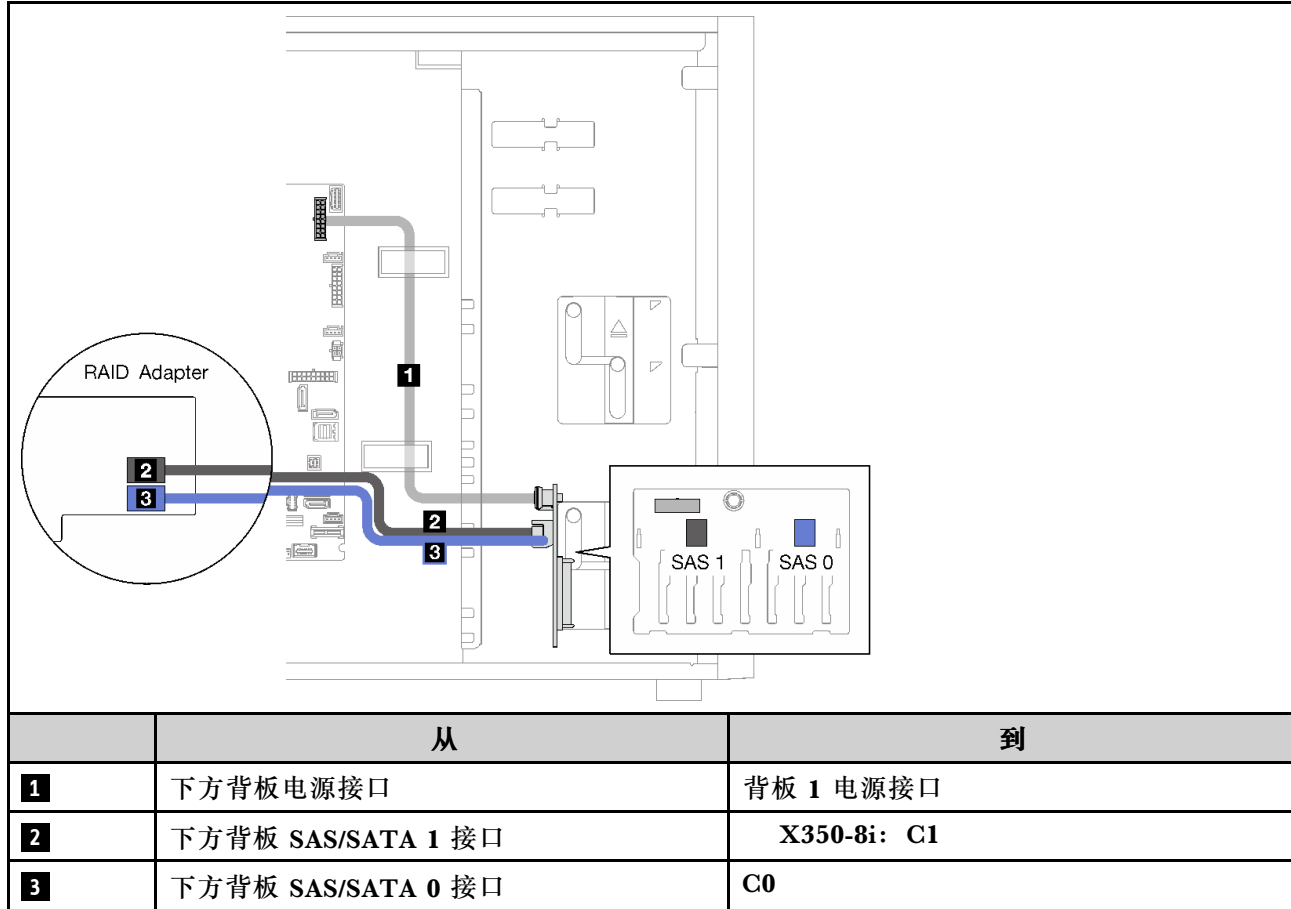 RAID Adapter
1
2
3
2
3
SAS 1
SAS 0
从
到
1
下方背板电源接口
背板 1 电源接口
2
下方背板 SAS/SATA 1 接口
X350-8i: C1
3
下方背板 SAS/SATA 0 接口
C0